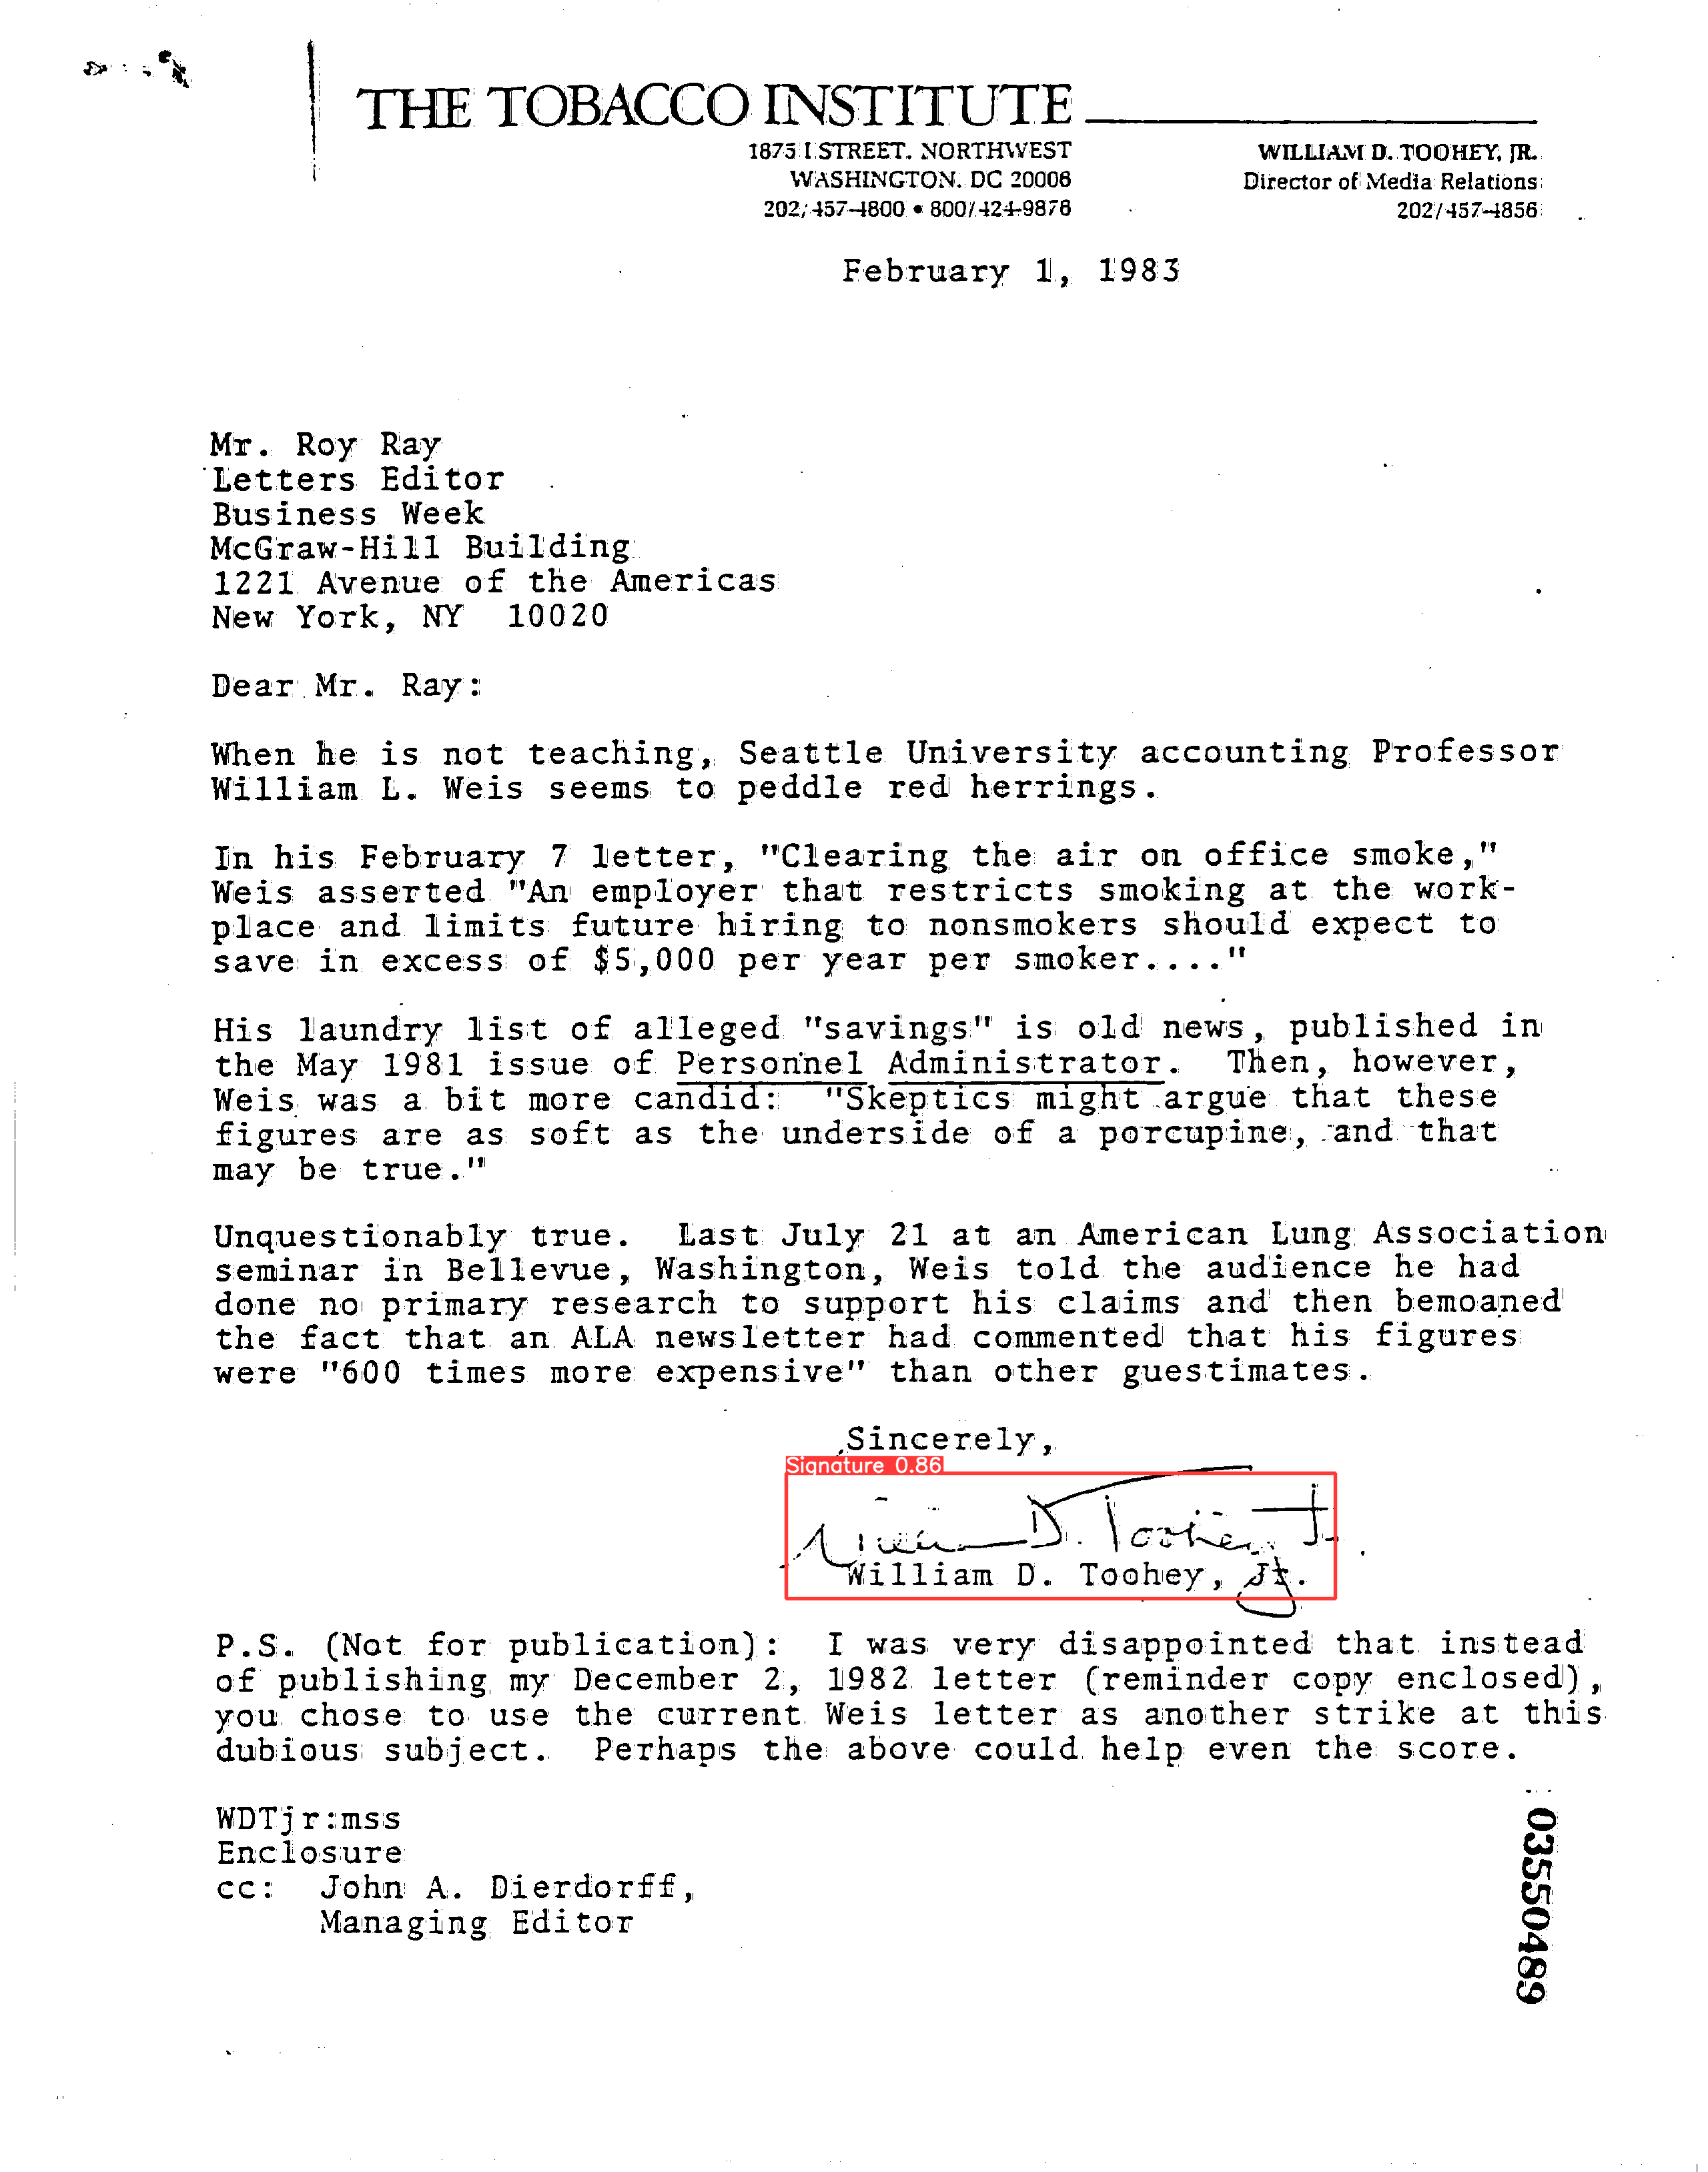 THE TOBACCO INSTITUTE
1875 I STREET, NORTHWEST
WASHINGTON, DC 20006
202/457-4800 • 800/424-9876
WILLIAM D. TOOHEY, JR.
Director of Media Relations
202/457-4856
February 1, 1983
Mr. Roy Ray
Letters Editor
Business Week
McGraw-Hill Building
1221 Avenue of the Americas
New York, NY 10020
Dear Mr. Ray:
When he is not teaching, Seattle University accounting Professor
William L. Weis seems to peddle red herrings.
In his February 7 letter, "Clearing the air on office smoke,"
Weis asserted "An employer that restricts smoking at the work-
place and limits future hiring to nonsmokers should expect to
save in excess of $5,000 per year per smoker...."
His laundry list of alleged "savings" is old news, published in
the May 1981 issue of Personnel Administrator. Then, however,
Weis was a bit more candid: "Skeptics might argue that these
figures are as soft as the underside of a porcupine, and that
may be true."
Unquestionably true. Last July 21 at an American Lung Association
seminar in Bellevue, Washington, Weis told the audience he had
done no primary research to support his claims and then bemoaned
the fact that an ALA newsletter had commented that his figures
were "600 times more expensive" than other guestimates.
Sincerely,
Signature 0.86
William D. Toohey Jr.
William D. Toohey, Jr.
P.S. (Not for publication): I was very disappointed that instead
of publishing my December 2, 1982 letter (reminder copy enclosed),
you chose to use the current Weis letter as another strike at this
dubious subject. Perhaps the above could help even the score.
WDTjr:mss
Enclosure
cc: John A. Dierdorff,
Managing Editor
03550489